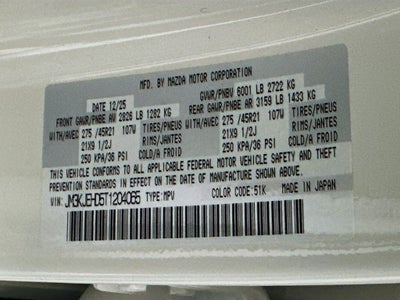 MFD. BY MAZDA MOTOR CORPORATION
DATE 12/25 GVWR/PNBV 6001 LB 2722 KG
FRONT GAWR/PNBE AV 2826 LB 1282 KG REAR GAWR/PNBE AR 3159 LB 1433 KG
WITH/AVEC 275/45R21 107W TIRES/PNEUS WITH/AVEC 275/45R21 107W TIRES/PNEUS
21X9 1/2J RIMS/JANTES 21X9 1/2J RIMS/JANTES
250 KPA/36 PSI COLD/A FROID 250 KPA/36 PSI COLD/A FROID
THIS VEHICLE CONFORMS TO ALL APPLICABLE FEDERAL MOTOR VEHICLE SAFETY AND THEFT
PREVENTION STANDARDS IN EFFECT ON THE DATE OF MANUFACTURE SHOWN ABOVE.
VIN: JM3KJEHD5T1204065 TYPE:MPV COLOR CODE:51K MADE IN JAPAN